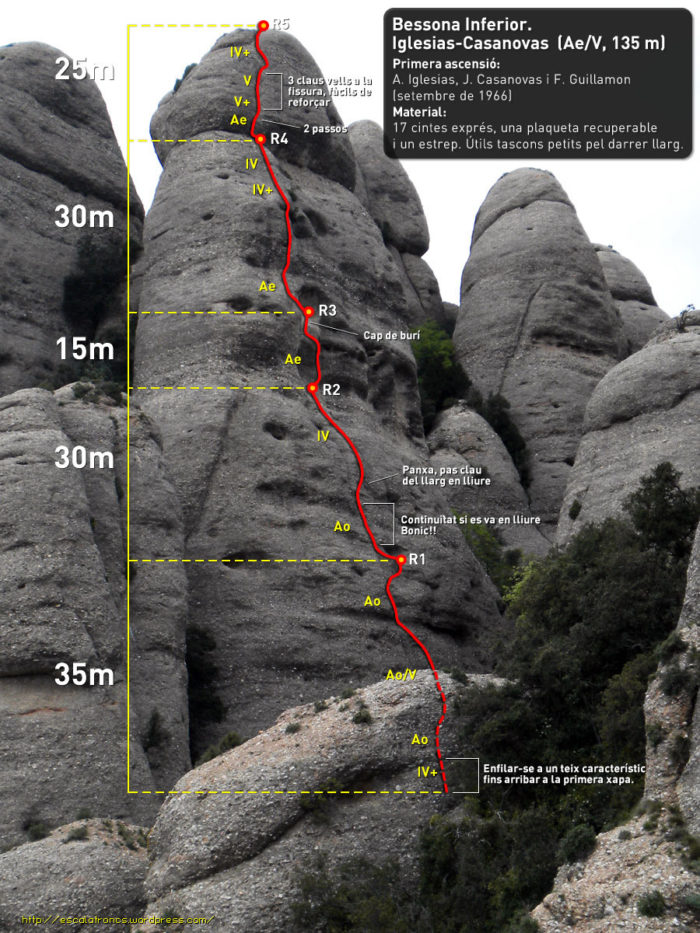 Bessona Inferior.
Iglesias-Casanovas (Ae/V, 135 m)
Primera ascensió:
A. Iglesias, J. Casanovas i F. Guillamon
(setembre de 1966)
Material:
17 cintes exprés, una plaqueta recuperable
i un estrep. Útils tascons petits pel darrer llarg.
R5
IV+
25m
V
3 claus vells a la
fissura, fàcils de
reforçar
V+
Ae
2 passos
R4
IV
IV+
30m
Ae
R3
Cap de burí
15m
Ae
R2
IV
30m
Panxa, pas clau
del llarg en lliure
Ao
Continuïtat si es va en lliure
Bonic!!
R1
Ao
35m
Ao/V
Ao
IV+
Enfilar-se a un teix característic
fins arribar a la primera xapa.
http://escalatroncs.wordpress.com/